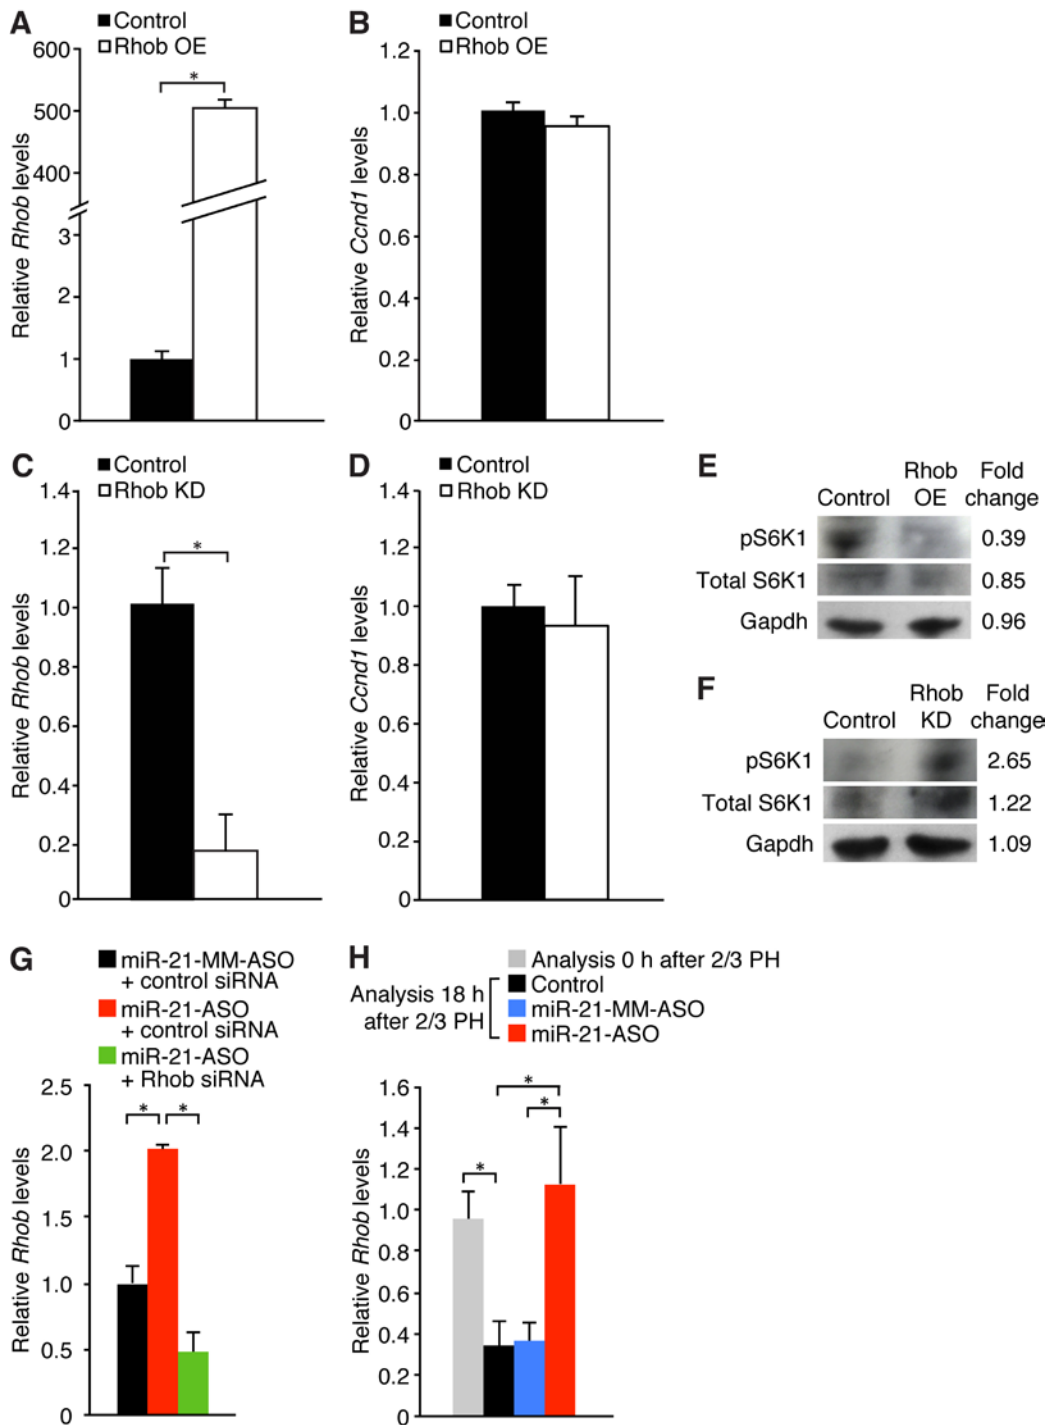 A
Control
Rhob OE
600
500
400
3
2
1
0
Relative Rhob levels
*
B
Control
Rhob OE
1.2
1.0
0.8
0.6
0.4
0.2
0
Relative Ccnd1 levels
C
Control
Rhob KD
1.4
1.2
1.0
0.8
0.6
0.4
0.2
0
Relative Rhob levels
*
D
Control
Rhob KD
1.4
1.2
1.0
0.8
0.6
0.4
0.2
0
Relative Ccnd1 levels
E
Control
Rhob OE
Fold change
pS6K1
0.39
Total S6K1
0.85
Gapdh
0.96
F
Control
Rhob KD
Fold change
pS6K1
2.65
Total S6K1
1.22
Gapdh
1.09
G
miR-21-MM-ASO
+ control siRNA
miR-21-ASO
+ control siRNA
miR-21-ASO
+ Rhob siRNA
2.5
2.0
1.5
1.0
0.5
0
Relative Rhob levels
*
*
H
Analysis 0 h after 2/3 PH
Analysis 18 h
after 2/3 PH
Control
miR-21-MM-ASO
miR-21-ASO
1.6
1.4
1.2
1.0
0.8
0.6
0.4
0.2
0
Relative Rhob levels
*
*
*